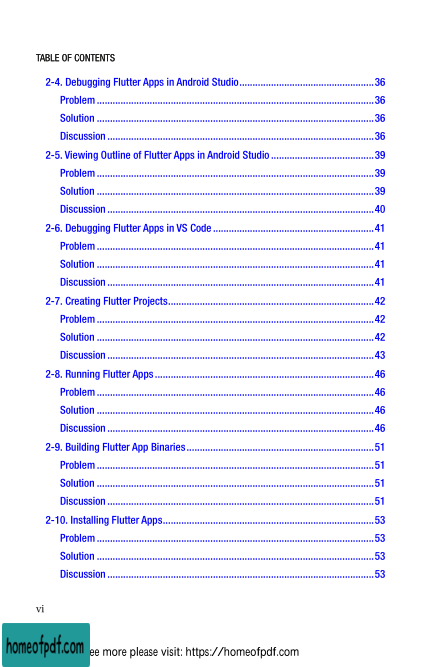 TABLE OF CONTENTS
2-4. Debugging Flutter Apps in Android Studio....................................................36
Problem..........................................................................................................36
Solution..........................................................................................................36
Discussion......................................................................................................36
2-5. Viewing Outline of Flutter Apps in Android Studio.......................................39
Problem..........................................................................................................39
Solution..........................................................................................................39
Discussion......................................................................................................40
2-6. Debugging Flutter Apps in VS Code.............................................................41
Problem..........................................................................................................41
Solution..........................................................................................................41
Discussion......................................................................................................41
2-7. Creating Flutter Projects..............................................................................42
Problem..........................................................................................................42
Solution..........................................................................................................42
Discussion......................................................................................................43
2-8. Running Flutter Apps...................................................................................46
Problem..........................................................................................................46
Solution..........................................................................................................46
Discussion......................................................................................................46
2-9. Building Flutter App Binaries.......................................................................51
Problem..........................................................................................................51
Solution..........................................................................................................51
Discussion......................................................................................................51
2-10. Installing Flutter Apps................................................................................53
Problem..........................................................................................................53
Solution..........................................................................................................53
Discussion......................................................................................................53
vi
homeofpdf.com ee more please visit: https://homeofpdf.com